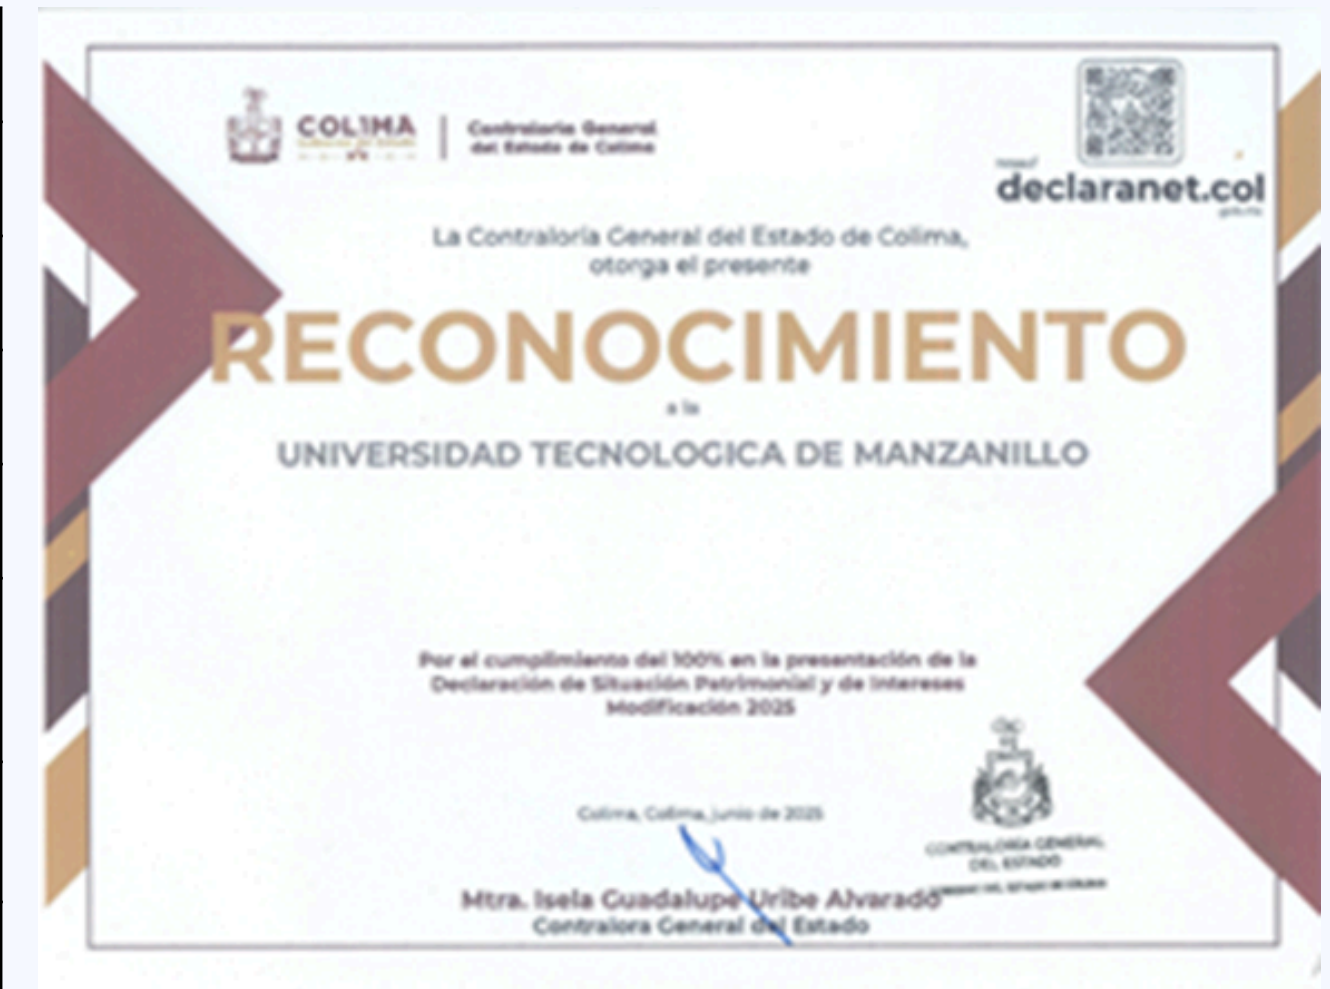 COLIMA
Contraloría General
del Estado de Colima
declaranet.col
La Contraloría General del Estado de Colima,
otorga el presente
RECONOCIMIENTO
a la
UNIVERSIDAD TECNOLOGICA DE MANZANILLO
Por el cumplimiento del 100% en la presentación de la
Declaración de Situación Patrimonial y de Intereses
Modificación 2025
Colima, Colima, junio de 2025
CONTRALORÍA GENERAL
DEL ESTADO
Mtra. Isela Guadalupe Uribe Alvarado
Contralora General del Estado